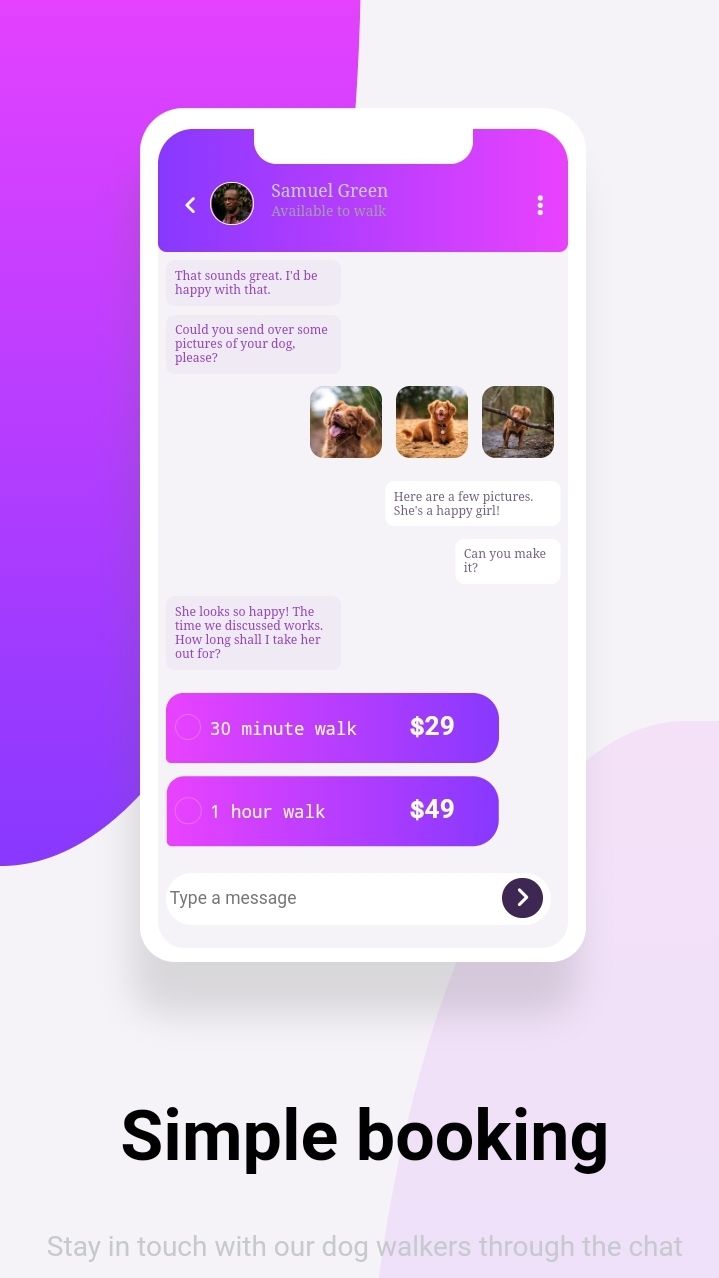 Samuel Green
Available to walk
That sounds great. I'd be
happy with that.
Could you send over some
pictures of your dog,
please?
Here are a few pictures.
She's a happy girl!
Can you make
it?
She looks so happy! The
time we discussed works.
How long shall I take her
out for?
30 minute walk $29
1 hour walk $49
Type a message
Simple booking
Stay in touch with our dog walkers through the chat